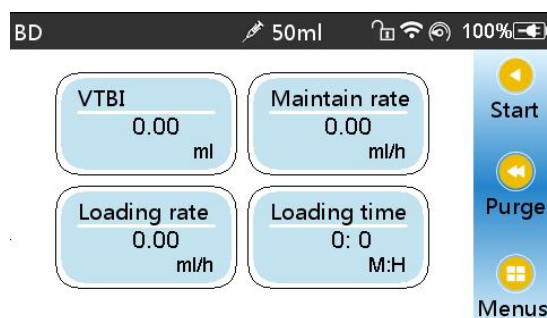 BD 50ml 100%
VTBI
0.00
ml
Maintain rate
0.00
ml/h
Loading rate
0.00
ml/h
Loading time
0: 0
M:H
Start
Purge
Menus